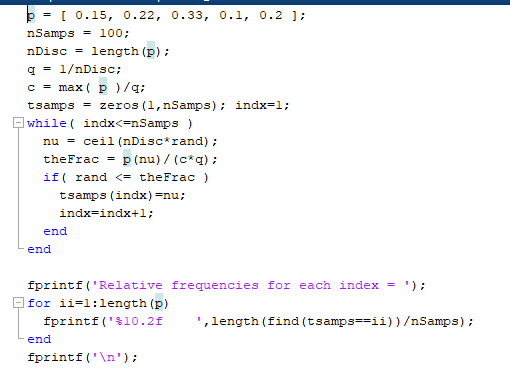 p = [ 0.15, 0.22, 0.33, 0.1, 0.2 ];
nSamps = 100;
nDisc = length(p);
q = 1/nDisc;
c = max( p )/q;
tsamps = zeros(1,nSamps); indx=1;
while( indx<=nSamps )
  nu = ceil(nDisc*rand);
  theFrac = p(nu)/(c*q);
  if( rand <= theFrac )
    tsamps(indx)=nu;
    indx=indx+1;
  end
end
fprintf('Relative frequencies for each index = ');
for ii=1:length(p)
  fprintf('%10.2f    ',length(find(tsamps==ii))/nSamps);
end
fprintf('\n');